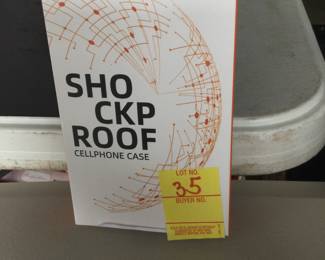 SHO
CKP
ROOF
CELLPHONE CASE
LOT NO.
35
BUYER NO.